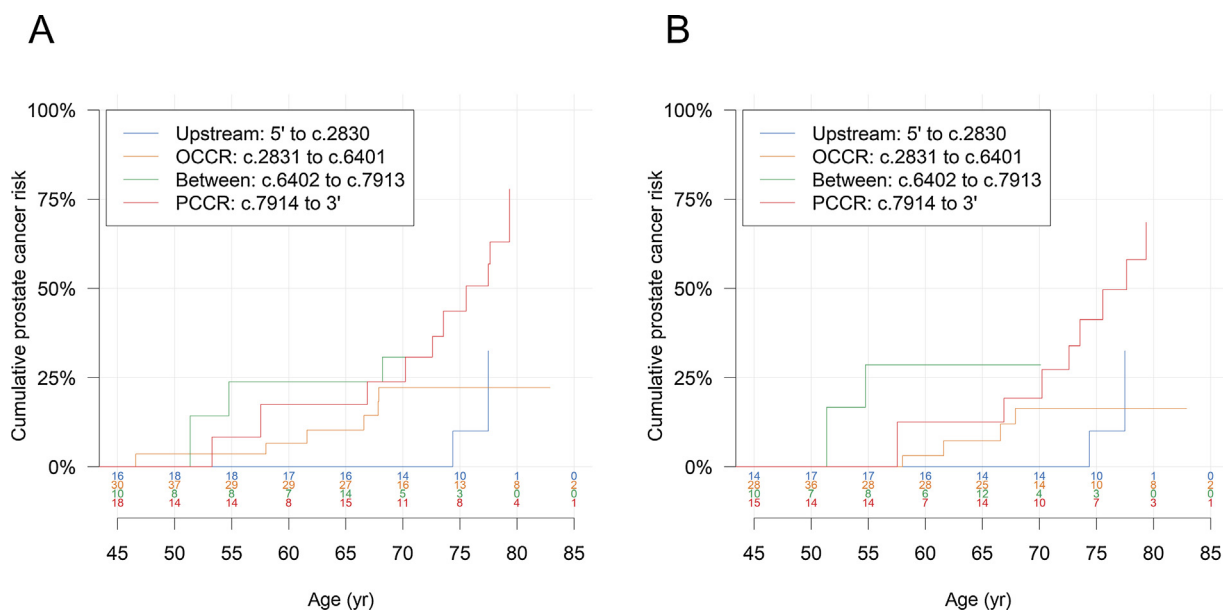 A
Cumulative prostate cancer risk
100%
75%
50%
25%
0%
Upstream: 5' to c.2830
OCCR: c.2831 to c.6401
Between: c.6402 to c.7913
PCCR: c.7914 to 3'
16 18 18 17 16 14 10 1 0
30 37 29 29 27 16 13 8 2
10 8 8 7 14 5 3 0 0
18 14 14 8 15 11 8 4 1
45 50 55 60 65 70 75 80 85
Age (yr)
B
Cumulative prostate cancer risk
100%
75%
50%
25%
0%
Upstream: 5' to c.2830
OCCR: c.2831 to c.6401
Between: c.6402 to c.7913
PCCR: c.7914 to 3'
14 17 17 16 14 14 10 1 0
28 36 28 28 25 14 10 8 2
10 7 8 6 12 4 3 0 0
15 14 14 7 14 10 7 3 1
45 50 55 60 65 70 75 80 85
Age (yr)